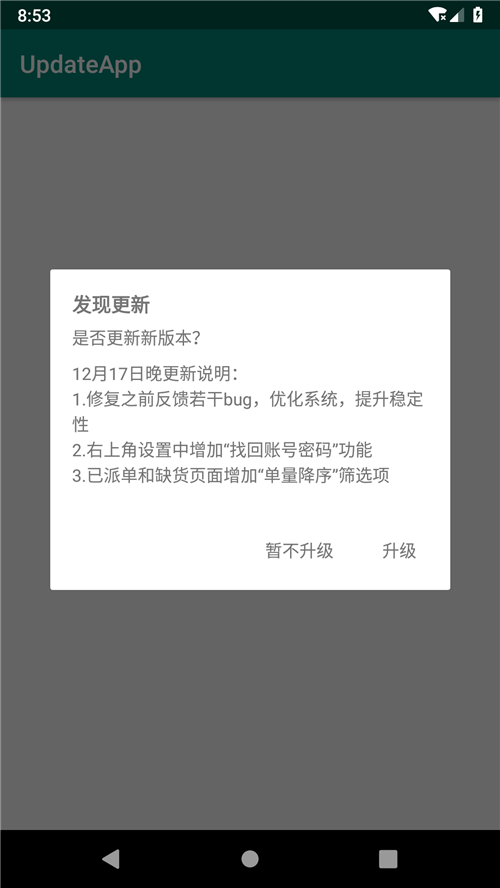 8:53
UpdateApp
发现更新
是否更新新版本？
12月17日晚更新说明：
1.修复之前反馈若干bug，优化系统，提升稳定
性
2.右上角设置中增加“找回账号密码”功能
3.已派单和缺货页面增加“单量降序”筛选项
暂不升级 升级